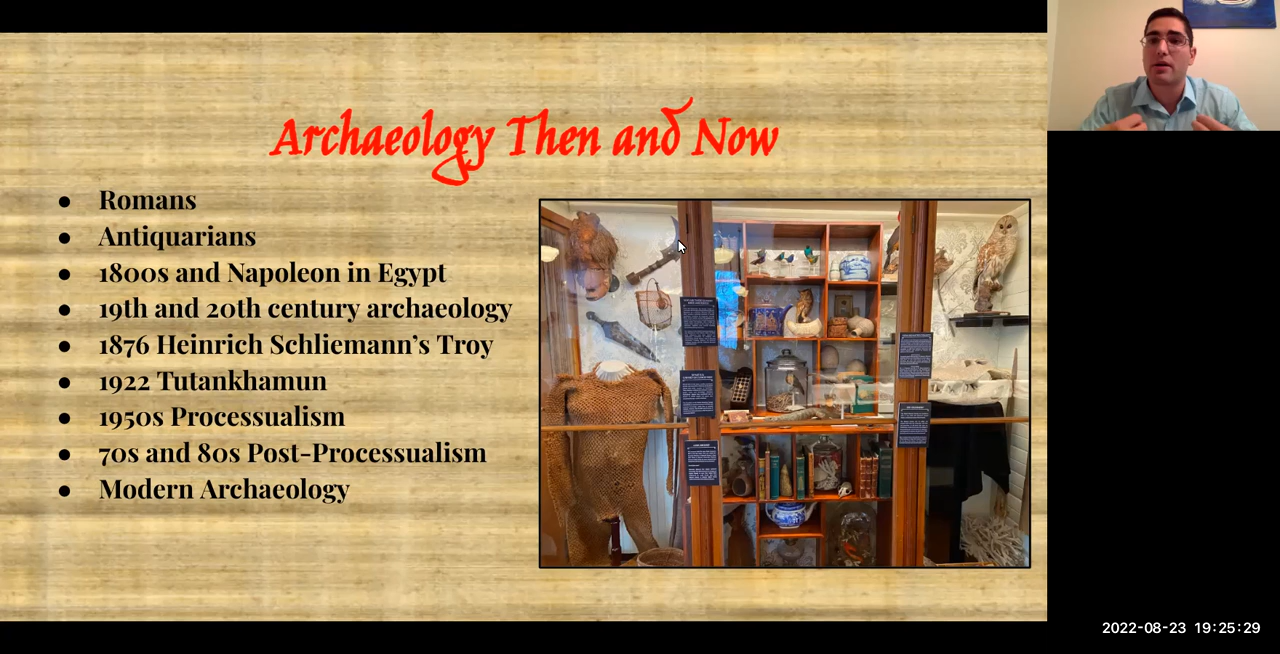 Archaeology Then and Now
● Romans
● Antiquarians
● 1800s and Napoleon in Egypt
● 19th and 20th century archaeology
● 1876 Heinrich Schliemann’s Troy
● 1922 Tutankhamun
● 1950s Processualism
● 70s and 80s Post-Processualism
● Modern Archaeology
2022-08-23 19:25:29